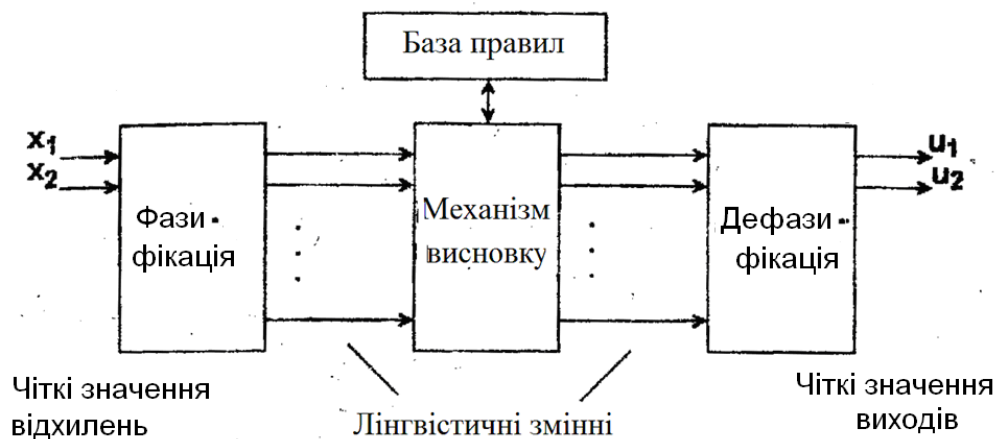 База правил
x1
x2
Фази-
фікація
Механізм
висновку
Дефази-
фікація
u1
u2
Чіткі значення
відхилень
Лінгвістичні змінні
Чіткі значення
виходів